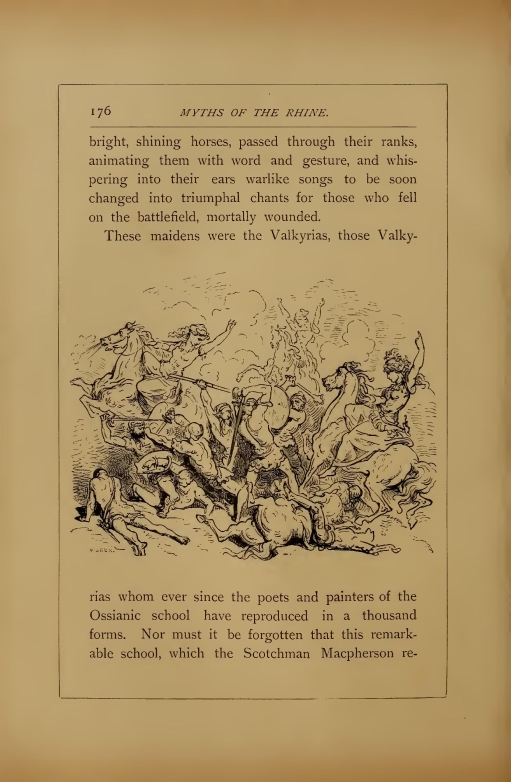 176 MYTHS OF THE RHINE.
bright, shining horses, passed through their ranks,
animating them with word and gesture, and whis-
pering into their ears warlike songs to be soon
changed into triumphal chants for those who fell
on the battlefield, mortally wounded.
These maidens were the Valkyrias, those Valky-
rias whom ever since the poets and painters of the
Ossianic school have reproduced in a thousand
forms. Nor must it be forgotten that this remark-
able school, which the Scotchman Macpherson re-